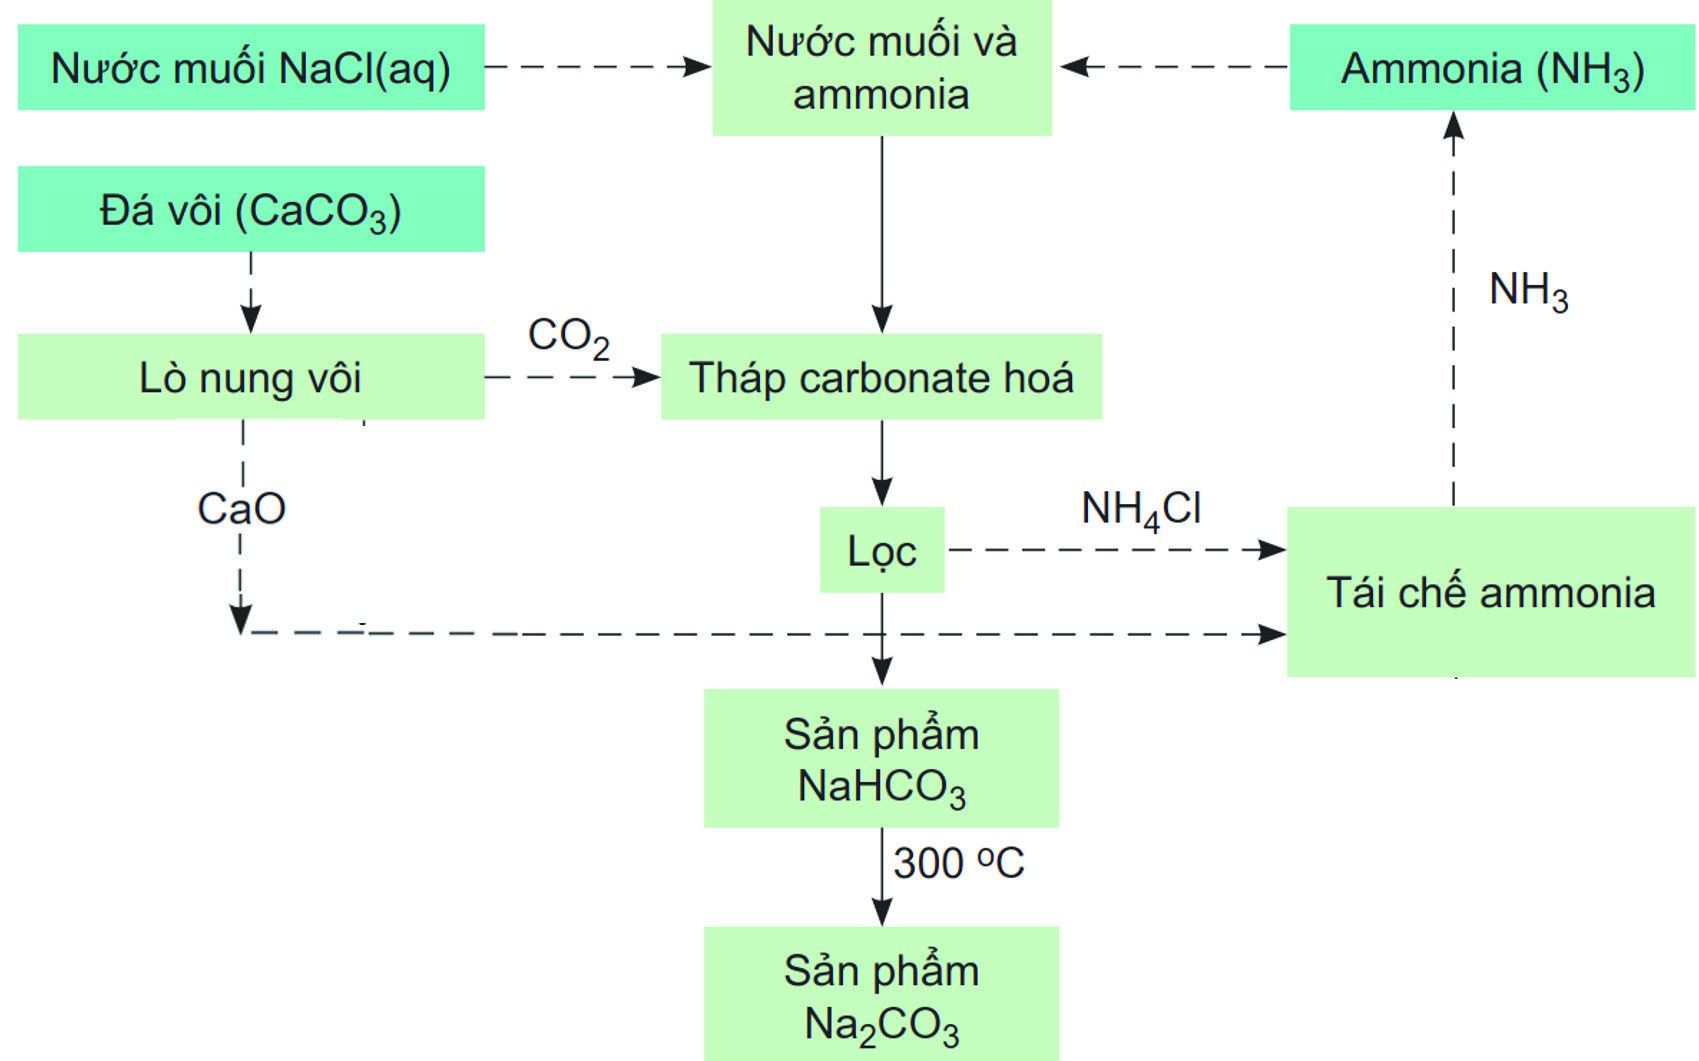 Nước muối NaCl(aq)
Nước muối và
ammonia
Ammonia (NH₃)
Đá vôi (CaCO₃)
NH₃
CO₂
Lò nung vôi
Tháp carbonate hoá
CaO
NH₄Cl
Lọc
Tái chế ammonia
Sản phẩm
NaHCO₃
300 ºC
Sản phẩm
Na₂CO₃